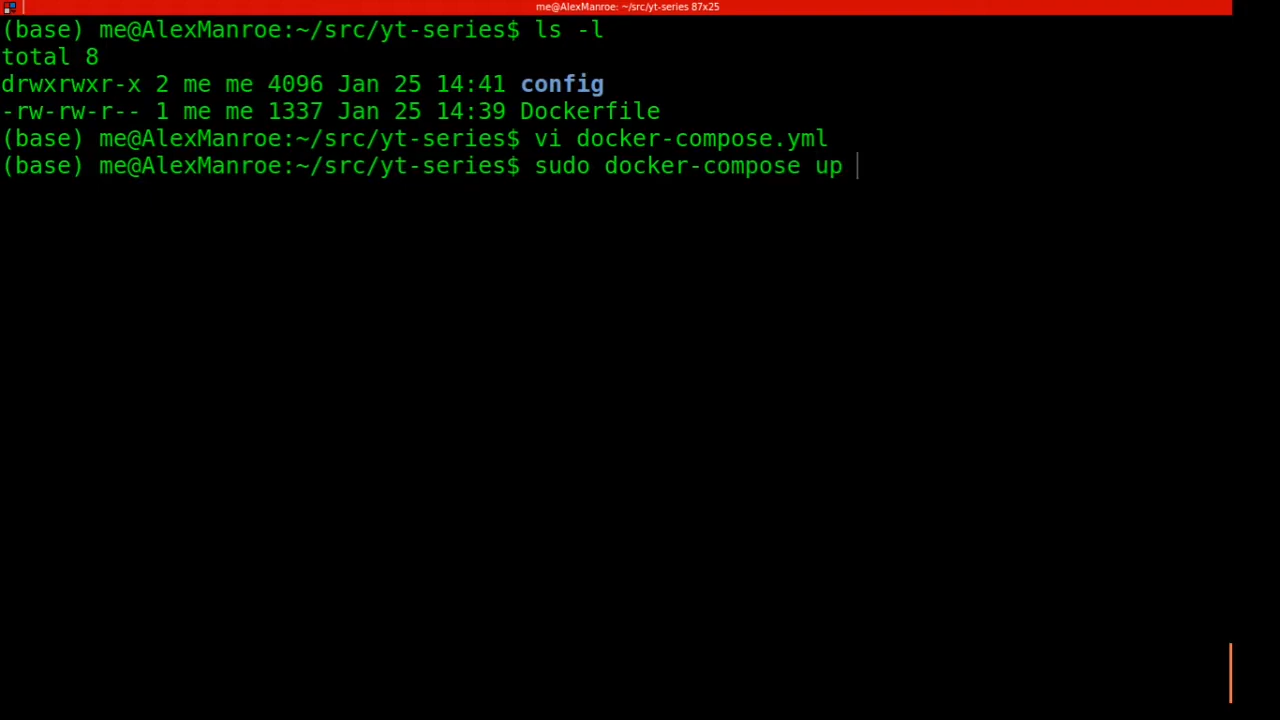 me@AlexManroe: ~/src/yt-series 87x25
(base) me@AlexManroe:~/src/yt-series$ ls -l
total 8
drwxrwxr-x 2 me me 4096 Jan 25 14:41 config
-rw-rw-r-- 1 me me 1337 Jan 25 14:39 Dockerfile
(base) me@AlexManroe:~/src/yt-series$ vi docker-compose.yml
(base) me@AlexManroe:~/src/yt-series$ sudo docker-compose up